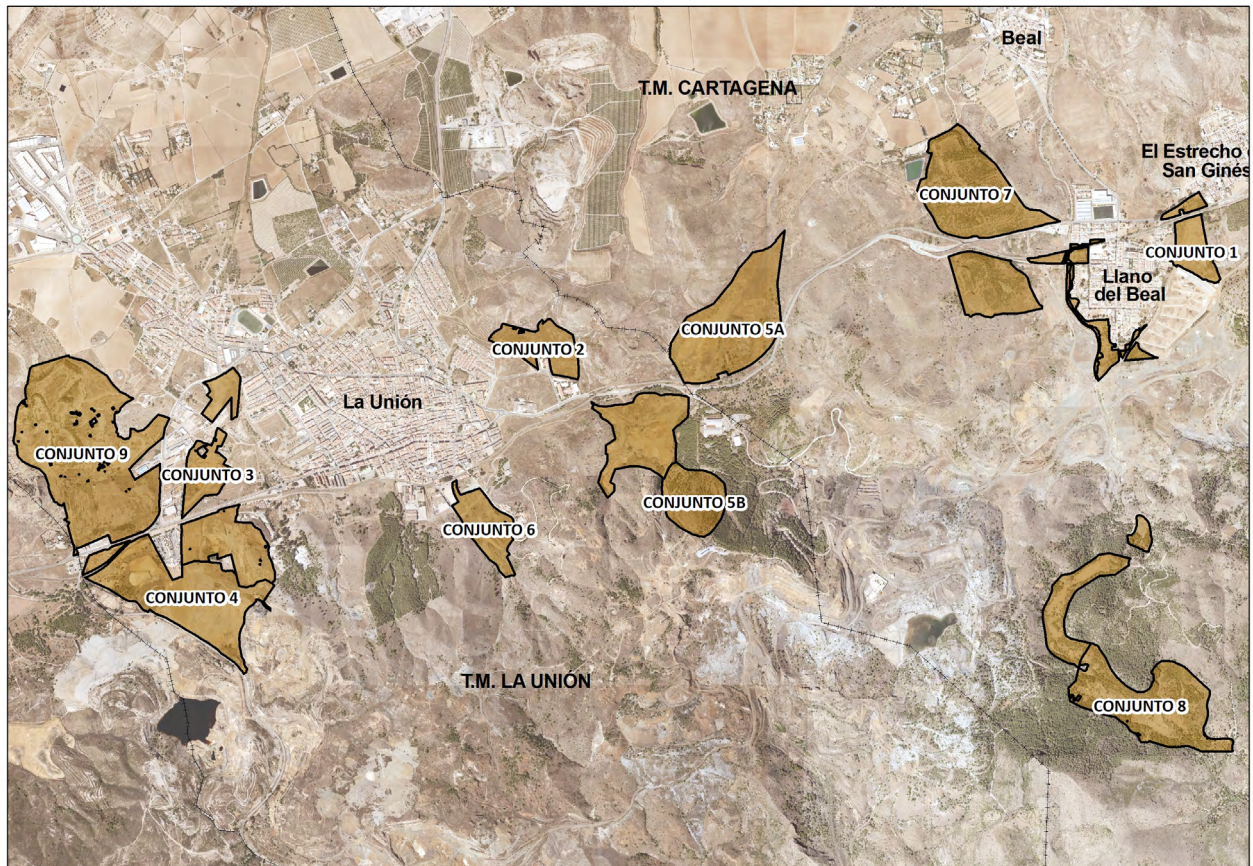 Beal
T.M. CARTAGENA
El Estrecho
San Ginés
CONJUNTO 7
CONJUNTO 1
Llano
del Beal
CONJUNTO 5A
CONJUNTO 2
La Unión
CONJUNTO 9
CONJUNTO 3
CONJUNTO 5B
CONJUNTO 6
CONJUNTO 4
T.M. LA UNIÓN
CONJUNTO 8